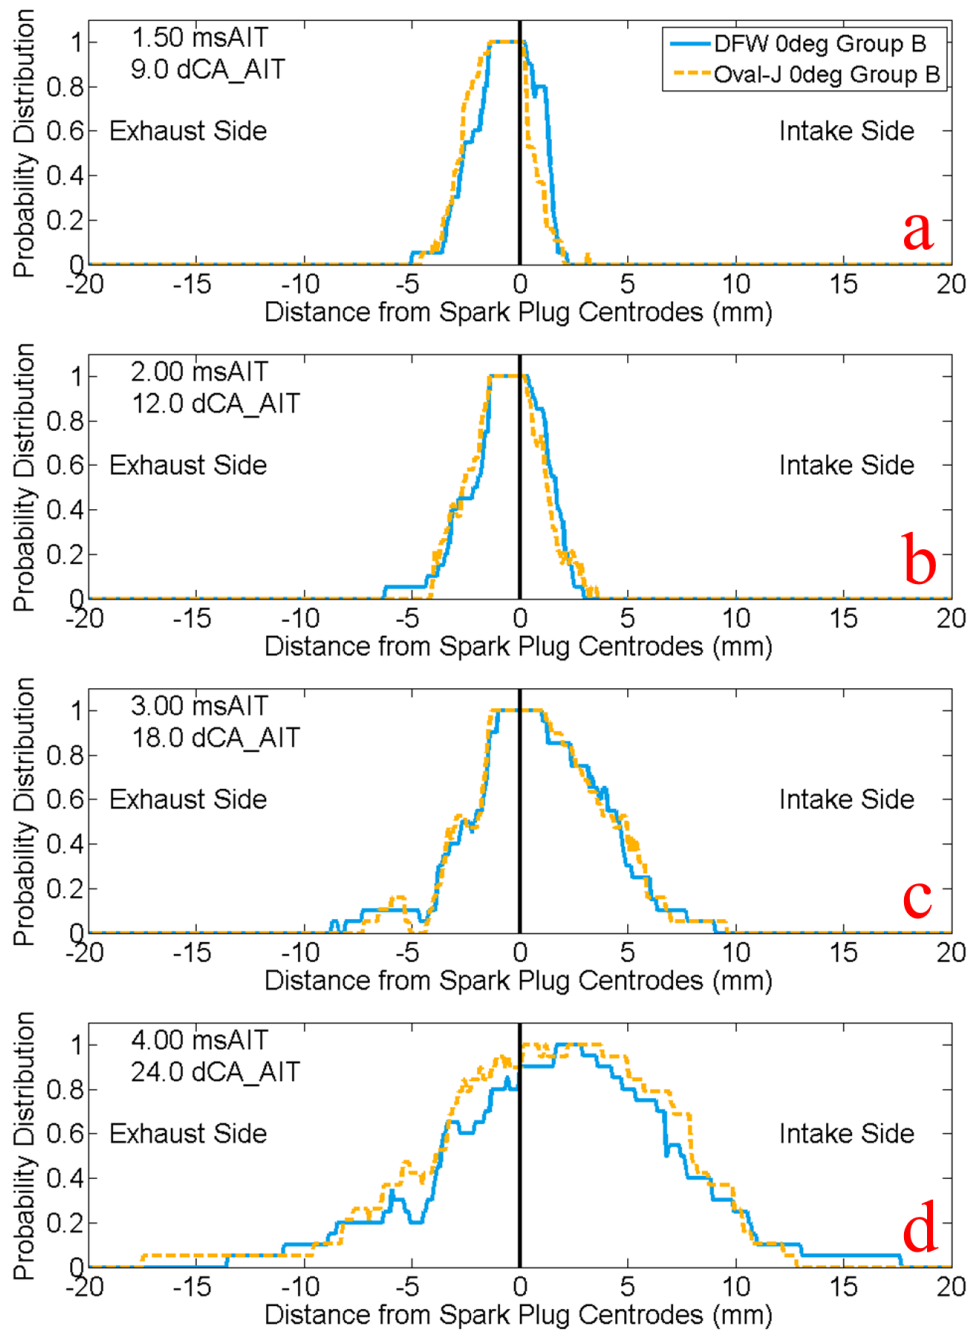 1.50 msAIT
9.0 dCA_AIT
DFW 0deg Group B
Oval-J 0deg Group B
Exhaust Side
Intake Side
Probability Distribution
1
0.8
0.6
0.4
0.2
0
a
-20 -15 -10 -5 0 5 10 15 20
Distance from Spark Plug Centrodes (mm)
2.00 msAIT
12.0 dCA_AIT
Exhaust Side
Intake Side
Probability Distribution
1
0.8
0.6
0.4
0.2
0
b
-20 -15 -10 -5 0 5 10 15 20
Distance from Spark Plug Centrodes (mm)
3.00 msAIT
18.0 dCA_AIT
Exhaust Side
Intake Side
Probability Distribution
1
0.8
0.6
0.4
0.2
0
c
-20 -15 -10 -5 0 5 10 15 20
Distance from Spark Plug Centrodes (mm)
4.00 msAIT
24.0 dCA_AIT
Exhaust Side
Intake Side
Probability Distribution
1
0.8
0.6
0.4
0.2
0
d
-20 -15 -10 -5 0 5 10 15 20
Distance from Spark Plug Centrodes (mm)